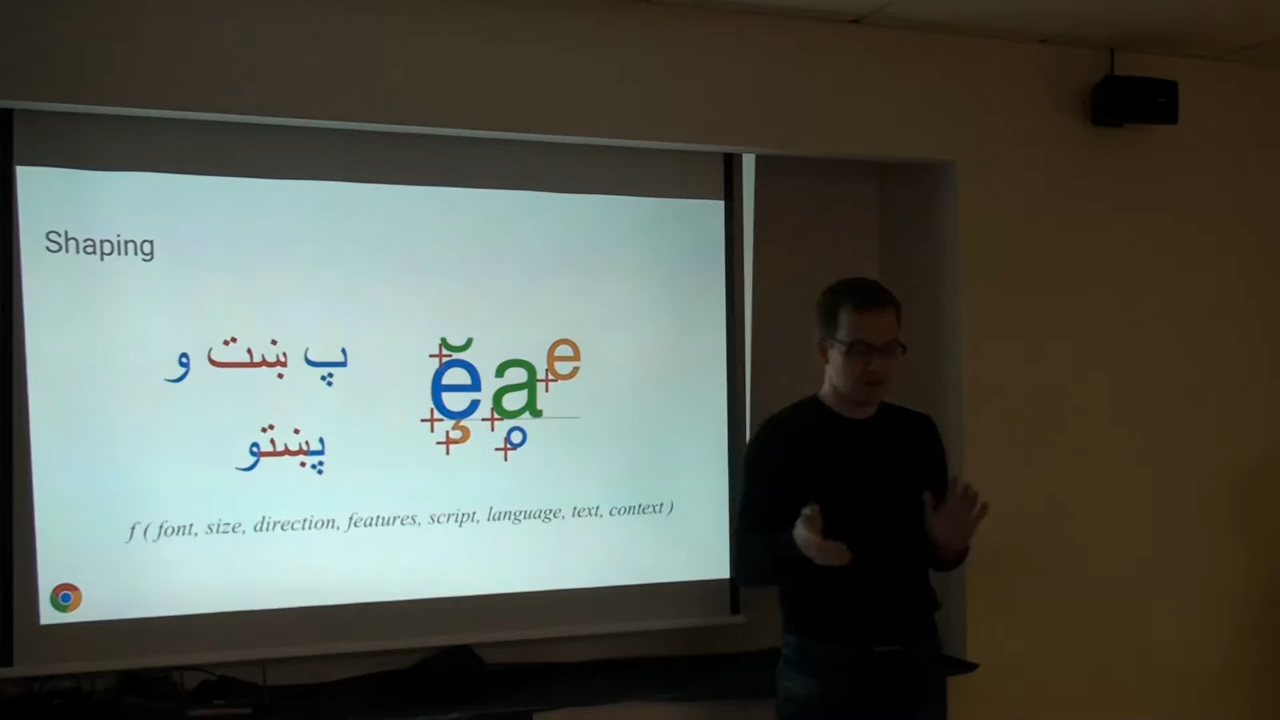 Shaping
پ ښت و
پښتو
ḝ ḁ̊ e
f ( font, size, direction, features, script, language, text, context )